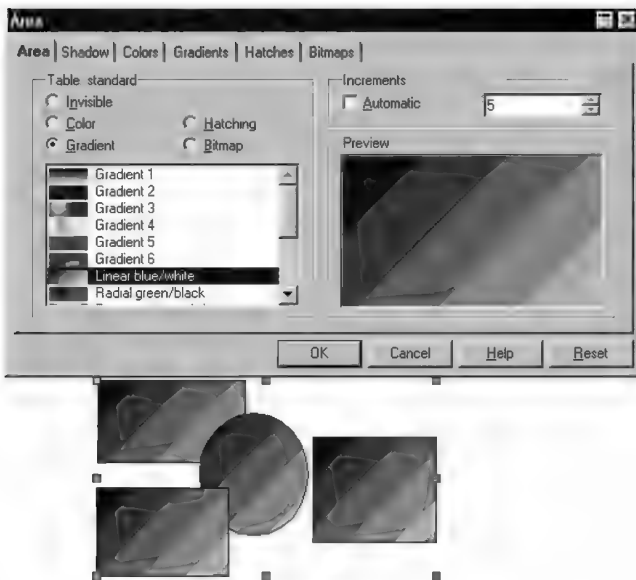 Area
Area Shadow Colors Gradients Hatches Bitmaps
Table standard
Invisible
Color
Hatching
Gradient
Bitmap
Gradient 1
Gradient 2
Gradient 3
Gradient 4
Gradient 5
Gradient 6
Linear blue/white
Radial green/black
Increments
Automatic
5
Preview
OK Cancel Help Reset